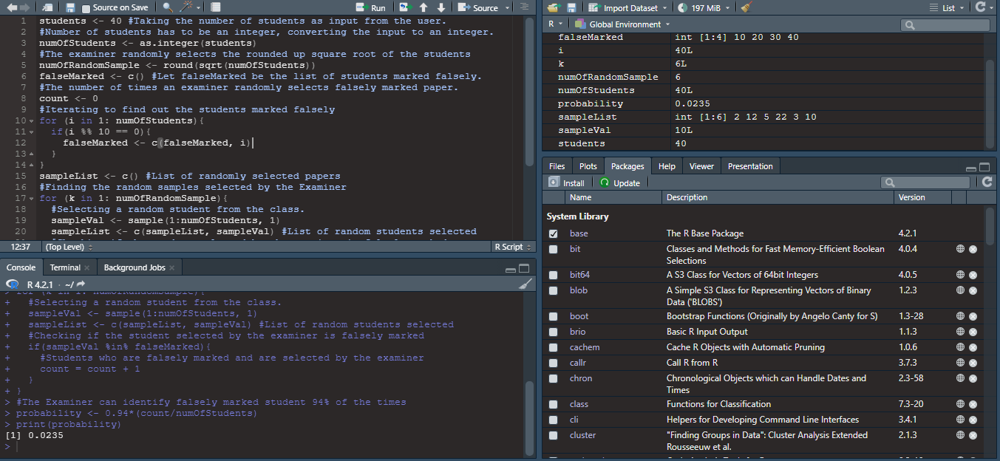 Source on Save
Run
Source
1 students <- 40 #Taking the number of students as input from the user.
2 #Number of students has to be an integer, converting the input to an integer.
3 numOfStudents <- as.integer(students)
4 #The examiner randomly selects the rounded up square root of the students
5 numOfRandomSample <- round(sqrt(numOfStudents))
6 falseMarked <- c() #Let falseMarked be the list of students marked falsely.
7 #The number of times an examiner randomly selects falsely marked paper.
8 count <- 0
9 #Iterating to find out the students marked falsely
10 for (i in 1: numOfStudents){
11 if(i %% 10 == 0){
12 falseMarked <- c(falseMarked, i)
13 }
14 }
15 sampleList <- c() #List of randomly selected papers
16 #Finding the random samples selected by the Examiner
17 for (k in 1: numOfRandomSample){
18 #Selecting a random student from the class.
19 sampleVal <- sample(1:numOfStudents, 1)
20 sampleList <- c(sampleList, sampleVal) #List of random students selected
12:37 (Top Level) R Script
Console Terminal Background Jobs
R 4.2.1 · ~/
> for (k in 1: numOfRandomSample){
+ #Selecting a random student from the class.
+ sampleVal <- sample(1:numOfStudents, 1)
+ sampleList <- c(sampleList, sampleVal) #List of random students selected
+ #Checking if the student selected by the examiner is falsely marked
+ if(sampleVal %in% falseMarked){
+ #Students who are falsely marked and are selected by the examiner
+ count = count + 1
+ }
+ }
> #The Examiner can identify falsely marked student 94% of the times
> probability <- 0.94*(count/numOfStudents)
> print(probability)
[1] 0.0235
>
Import Dataset 197 MiB List
R Global Environment
falseMarked int [1:4] 10 20 30 40
i 40L
k 6L
numOfRandomSample 6
numOfStudents 40L
probability 0.0235
sampleList int [1:6] 2 12 5 22 3 10
sampleVal 10L
students 40
Files Plots Packages Help Viewer Presentation
Install Update
Name Description Version
System Library
base The R Base Package 4.2.1
bit Classes and Methods for Fast Memory-Efficient Boolean 4.0.4
Selections
bit64 A S3 Class for Vectors of 64bit Integers 4.0.5
blob A Simple S3 Class for Representing Vectors of Binary 1.2.3
Data ('BLOBS')
boot Bootstrap Functions (Originally by Angelo Canty for S) 1.3-28
brio Basic R Input Output 1.1.3
cachem Cache R Objects with Automatic Pruning 1.0.6
callr Call R from R 3.7.3
chron Chronological Objects which can Handle Dates and 2.3-58
Times
class Functions for Classification 7.3-20
cli Helpers for Developing Command Line Interfaces 3.4.1
cluster "Finding Groups in Data": Cluster Analysis Extended 2.1.3
Rousseeuw et al.